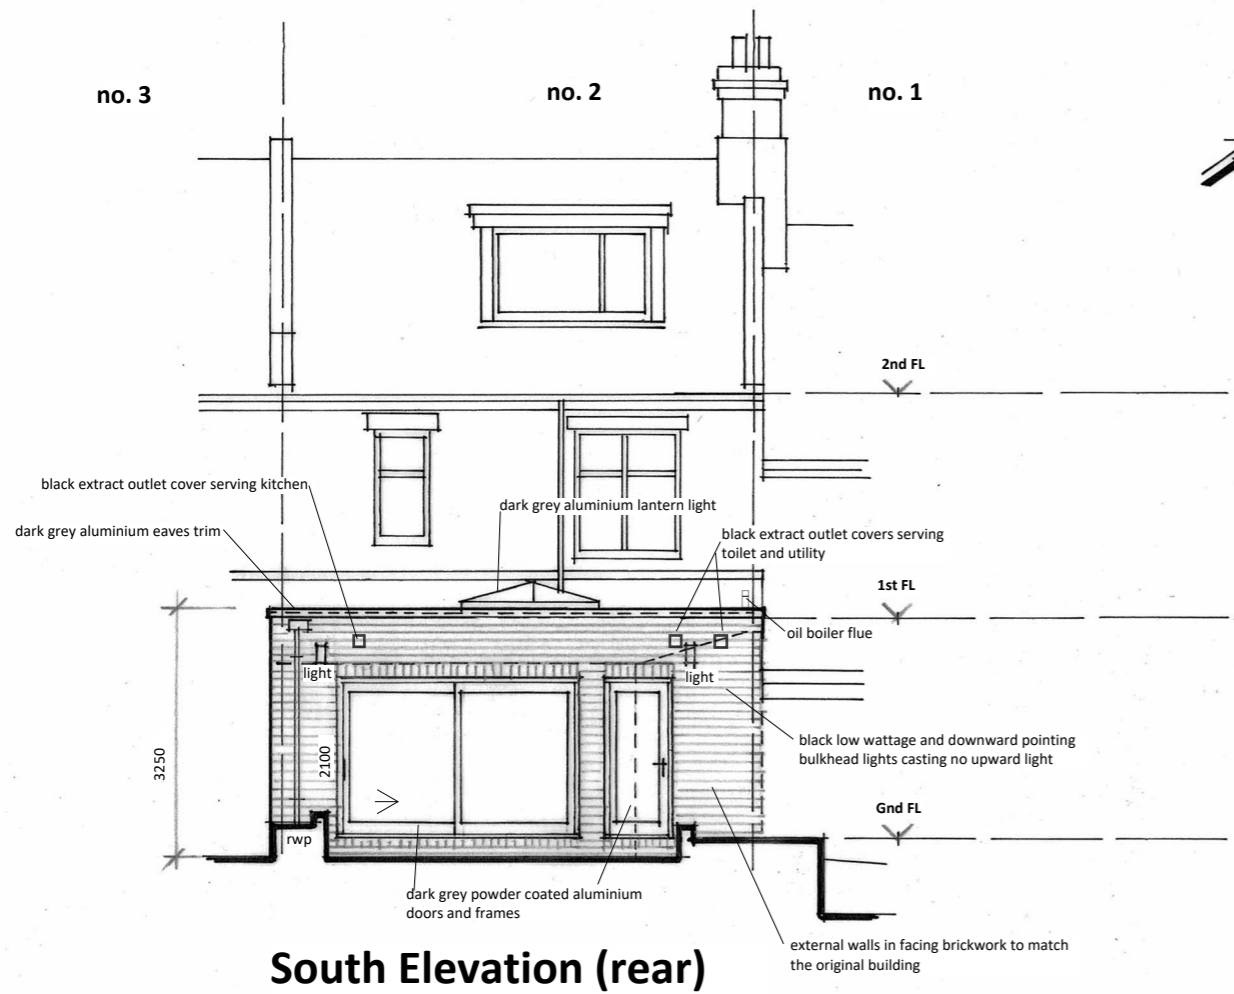 no. 3
no. 2
no. 1
2nd FL
black extract outlet cover serving kitchen
dark grey aluminium lantern light
dark grey aluminium eaves trim
black extract outlet covers serving
toilet and utility
1st FL
oil boiler flue
light
light
3250
2100
black low wattage and downward pointing
bulkhead lights casting no upward light
Gnd FL
rwp
dark grey powder coated aluminium
doors and frames
external walls in facing brickwork to match
the original building
South Elevation (rear)